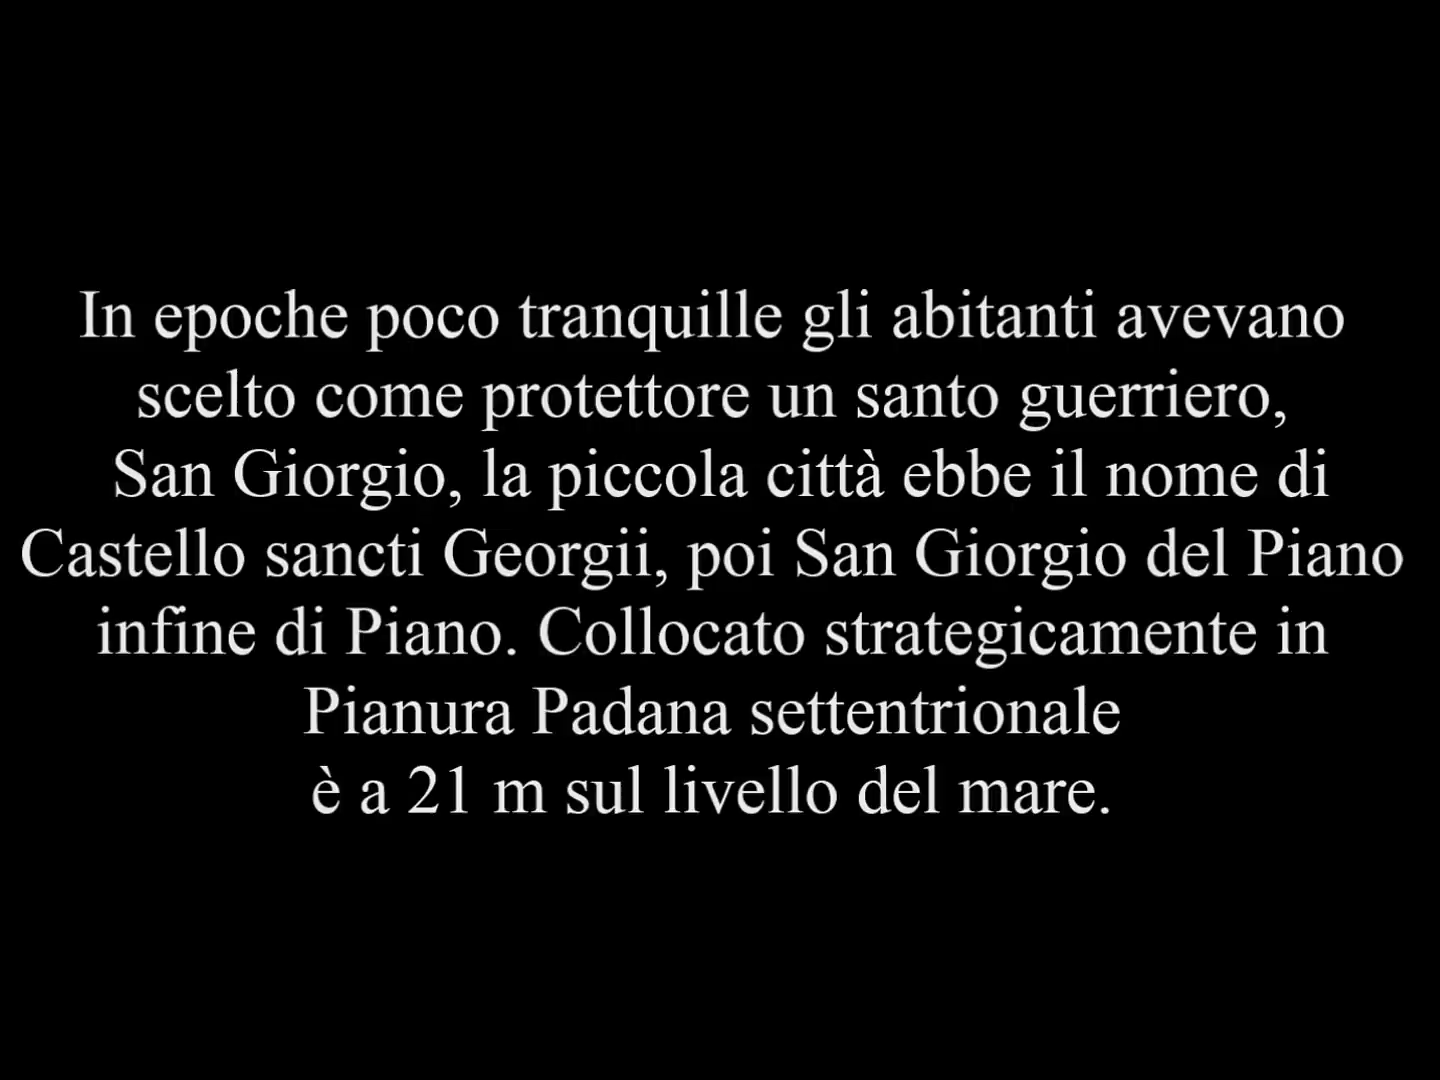 In epoche poco tranquille gli abitanti avevano
scelto come protettore un santo guerriero,
San Giorgio, la piccola città ebbe il nome di
Castello sancti Georgii, poi San Giorgio del Piano
infine di Piano. Collocato strategicamente in
Pianura Padana settentrionale
è a 21 m sul livello del mare.